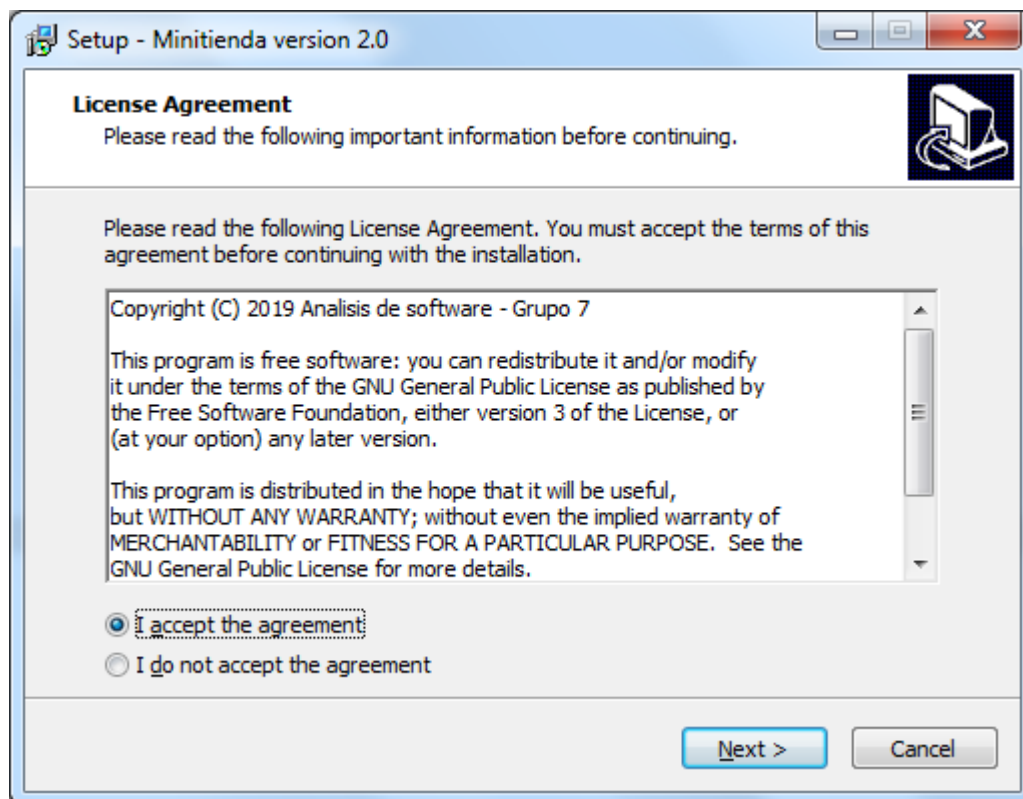 Setup - Minitienda version 2.0
License Agreement
Please read the following important information before continuing.
Please read the following License Agreement. You must accept the terms of this
agreement before continuing with the installation.
Copyright (C) 2019 Analisis de software - Grupo 7
This program is free software: you can redistribute it and/or modify
it under the terms of the GNU General Public License as published by
the Free Software Foundation, either version 3 of the License, or
(at your option) any later version.
This program is distributed in the hope that it will be useful,
but WITHOUT ANY WARRANTY; without even the implied warranty of
MERCHANTABILITY or FITNESS FOR A PARTICULAR PURPOSE.  See the
GNU General Public License for more details.
I accept the agreement
I do not accept the agreement
Next >
Cancel